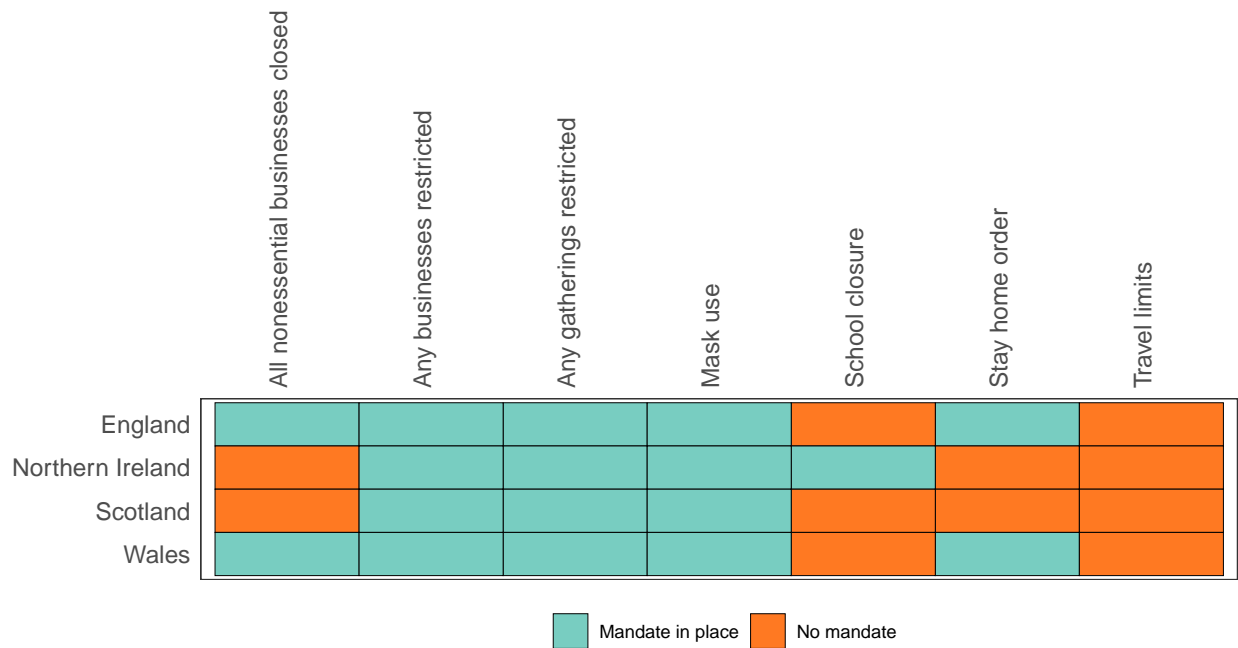 All nonessential businesses closed
Any businesses restricted
Any gatherings restricted
Mask use
School closure
Stay home order
Travel limits
England
Northern Ireland
Scotland
Wales
Mandate in place
No mandate